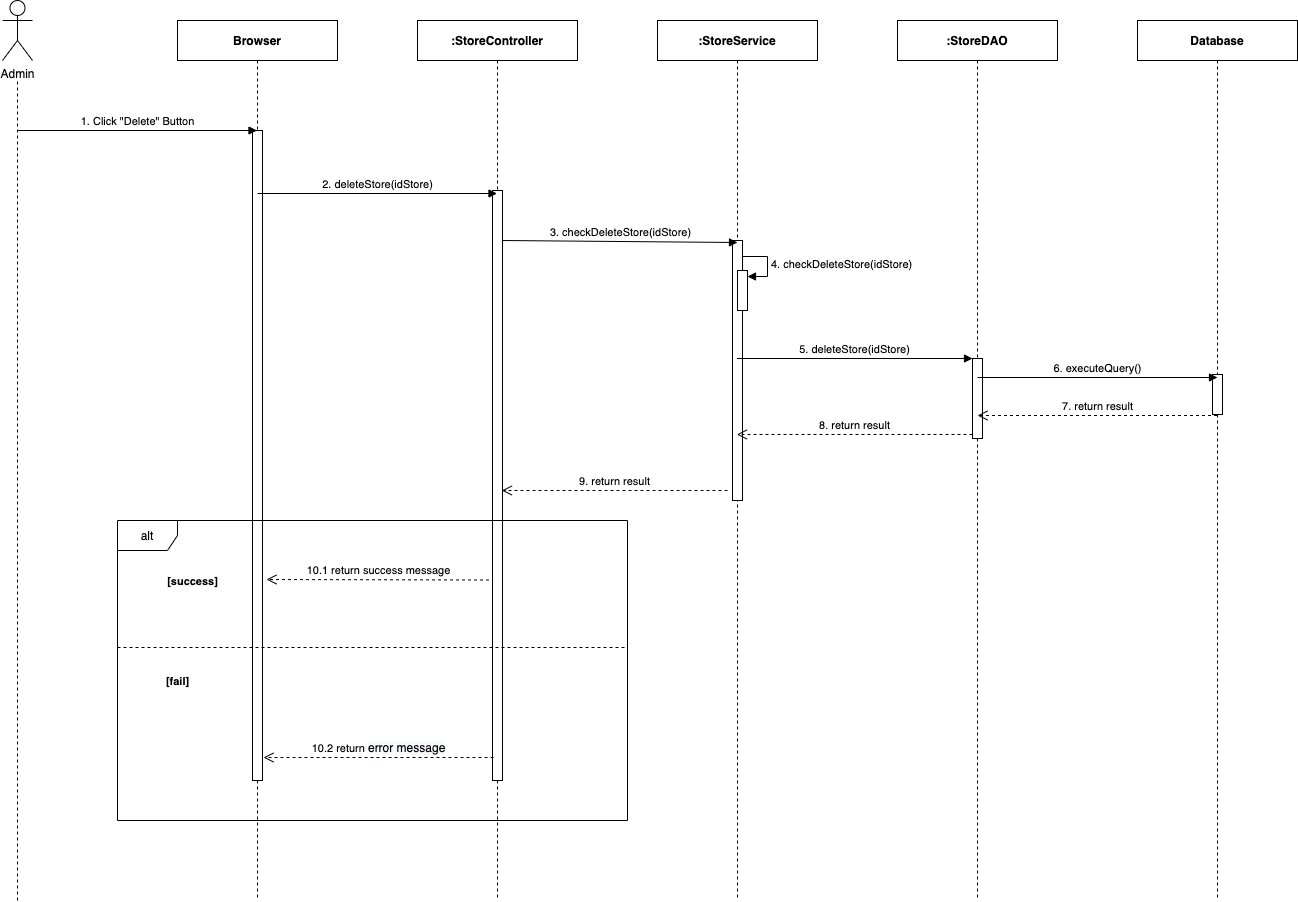 Admin
Browser
:StoreController
:StoreService
:StoreDAO
Database
1. Click "Delete" Button
2. deleteStore(idStore)
3. checkDeleteStore(idStore)
4. checkDeleteStore(idStore)
5. deleteStore(idStore)
6. executeQuery()
7. return result
8. return result
9. return result
alt
10.1 return success message
[success]
[fail]
10.2 return error message